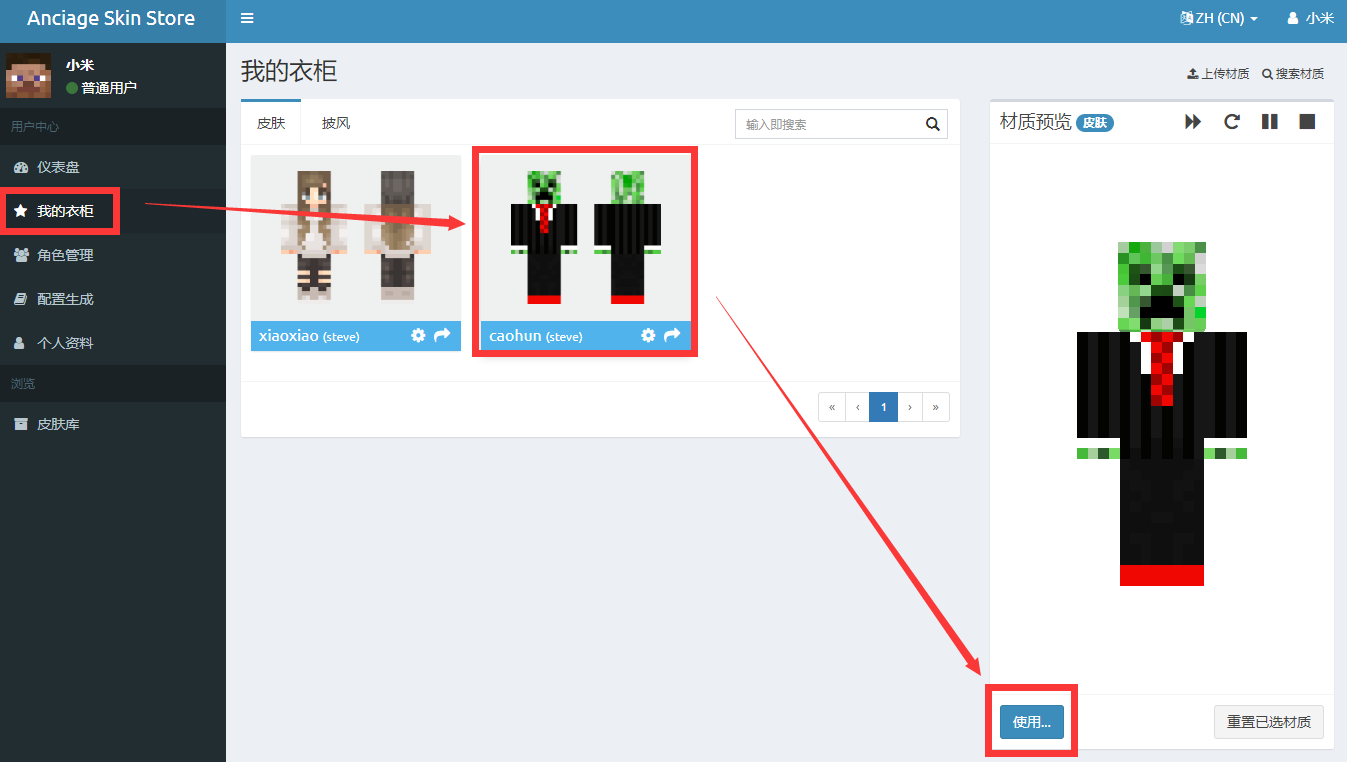 Anciage Skin Store
ZH (CN)
小米
小米
普通用户
用户中心
仪表盘
我的衣柜
角色管理
配置生成
个人资料
浏览
皮肤库
我的衣柜
上传材质
搜索材质
皮肤
披风
输入即搜索
xiaoxiao (steve)
caohun (steve)
« ‹ 1 › »
材质预览 皮肤
使用...
重置已选材质